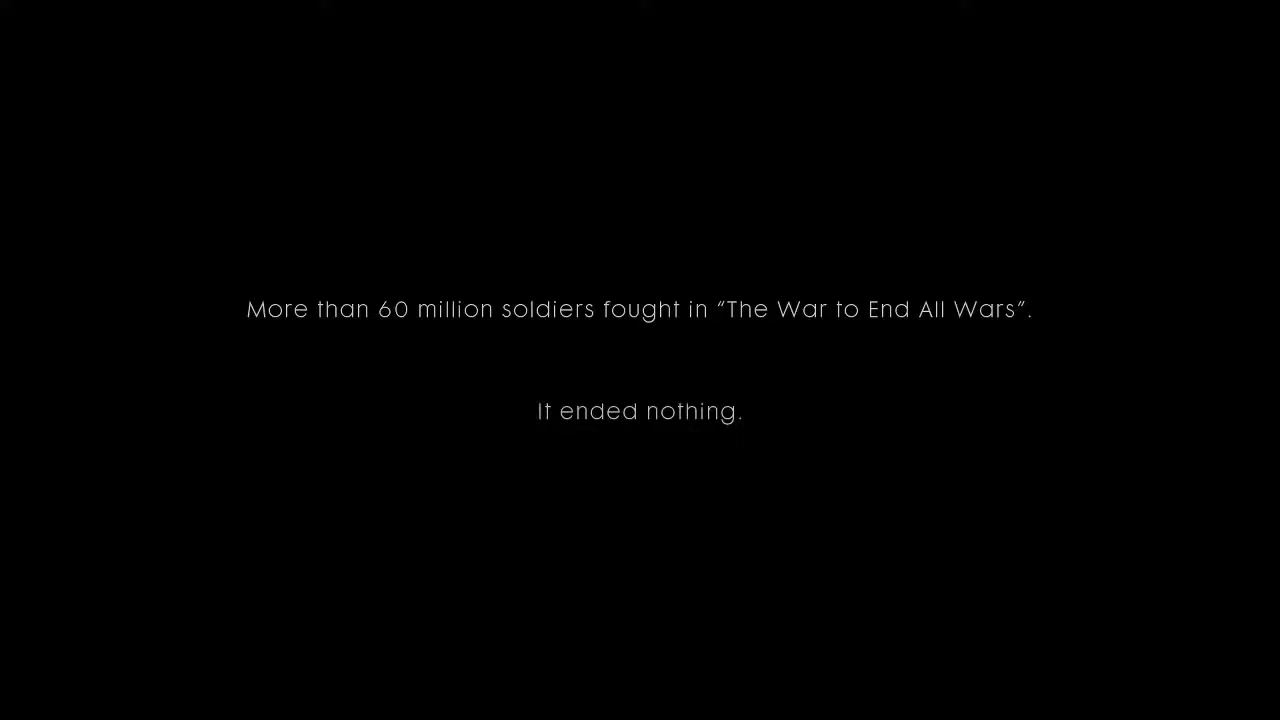 More than 60 million soldiers fought in “The War to End All Wars”.
It ended nothing.